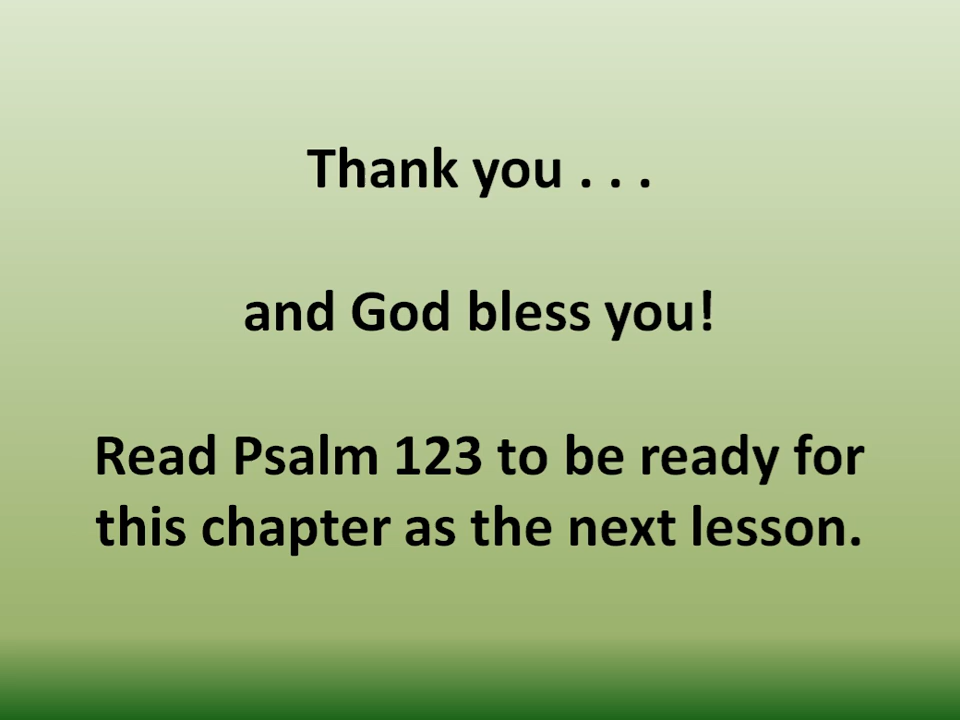 Thank you . . .
and God bless you!
Read Psalm 123 to be ready for
this chapter as the next lesson.